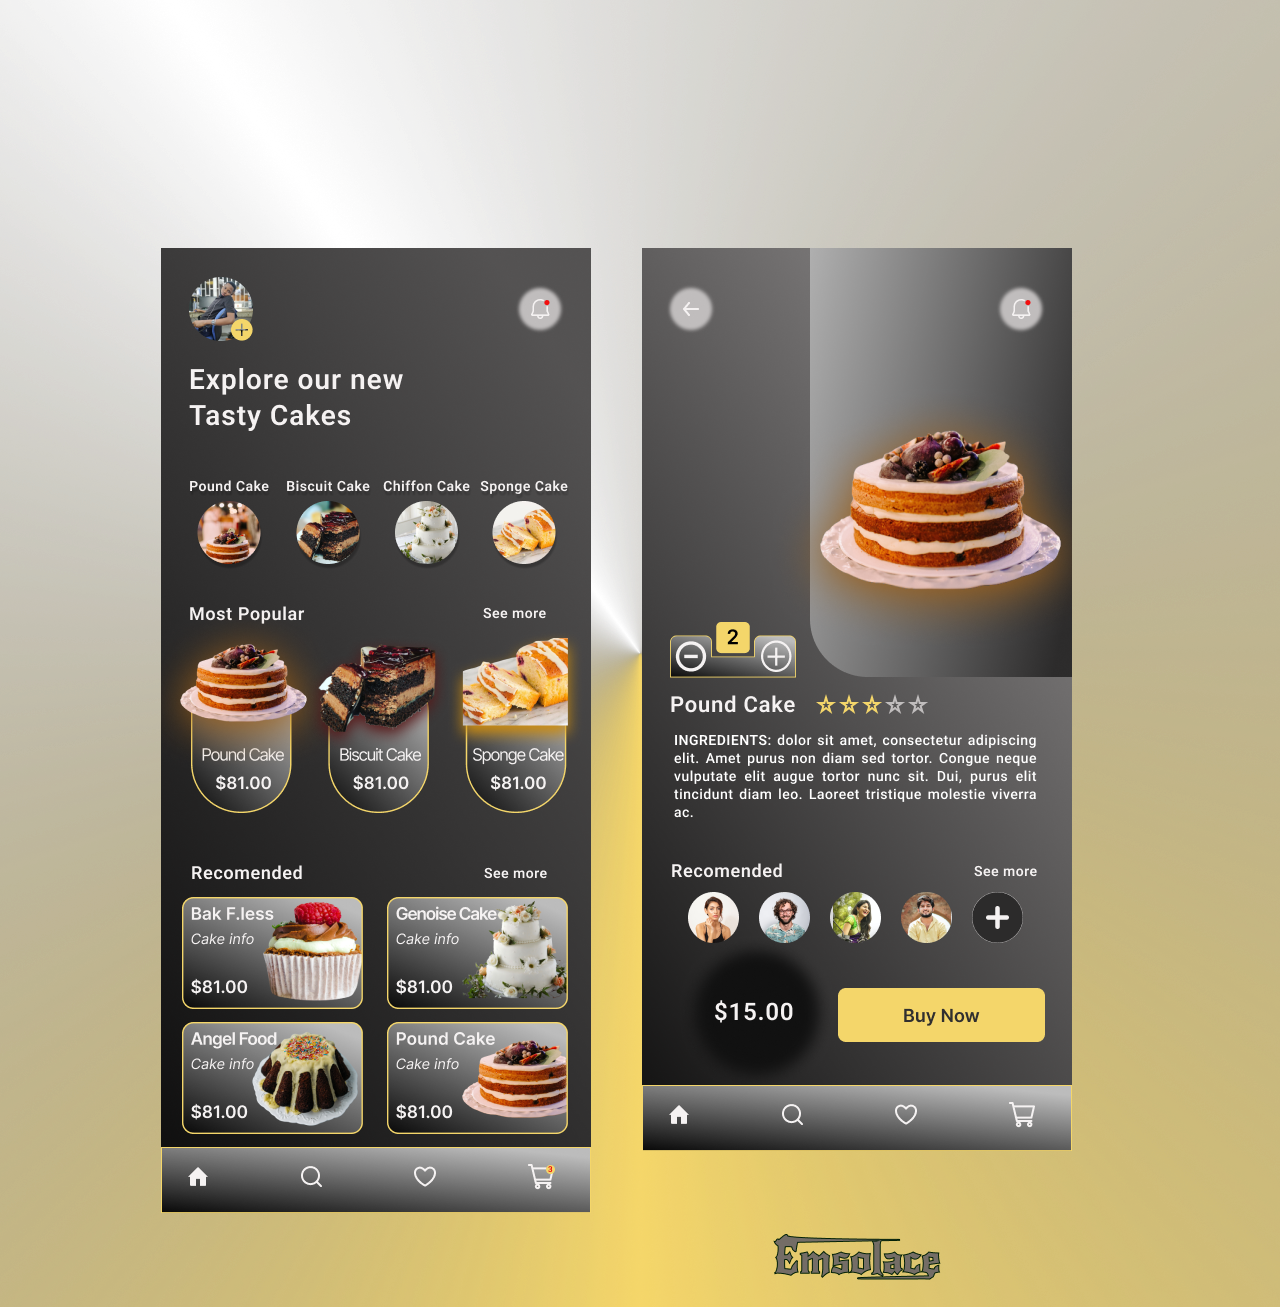 Explore our new
Tasty Cakes
Pound Cake Biscuit Cake Chiffon Cake Sponge Cake
Most Popular See more
Pound Cake Biscuit Cake Sponge Cake
$81.00 $81.00 $81.00
Recomended See more
Bak F.less Genoise Cake
Cake info Cake info
$81.00 $81.00
Angel Food Pound Cake
Cake info Cake info
$81.00 $81.00
3
2
Pound Cake
INGREDIENTS: dolor sit amet, consectetur adipiscing
elit. Amet purus non diam sed tortor. Congue neque
vulputate elit augue tortor nunc sit. Dui, purus elit
tincidunt diam leo. Laoreet tristique molestie viverra
ac.
Recomended See more
$15.00 Buy Now
Emsolace